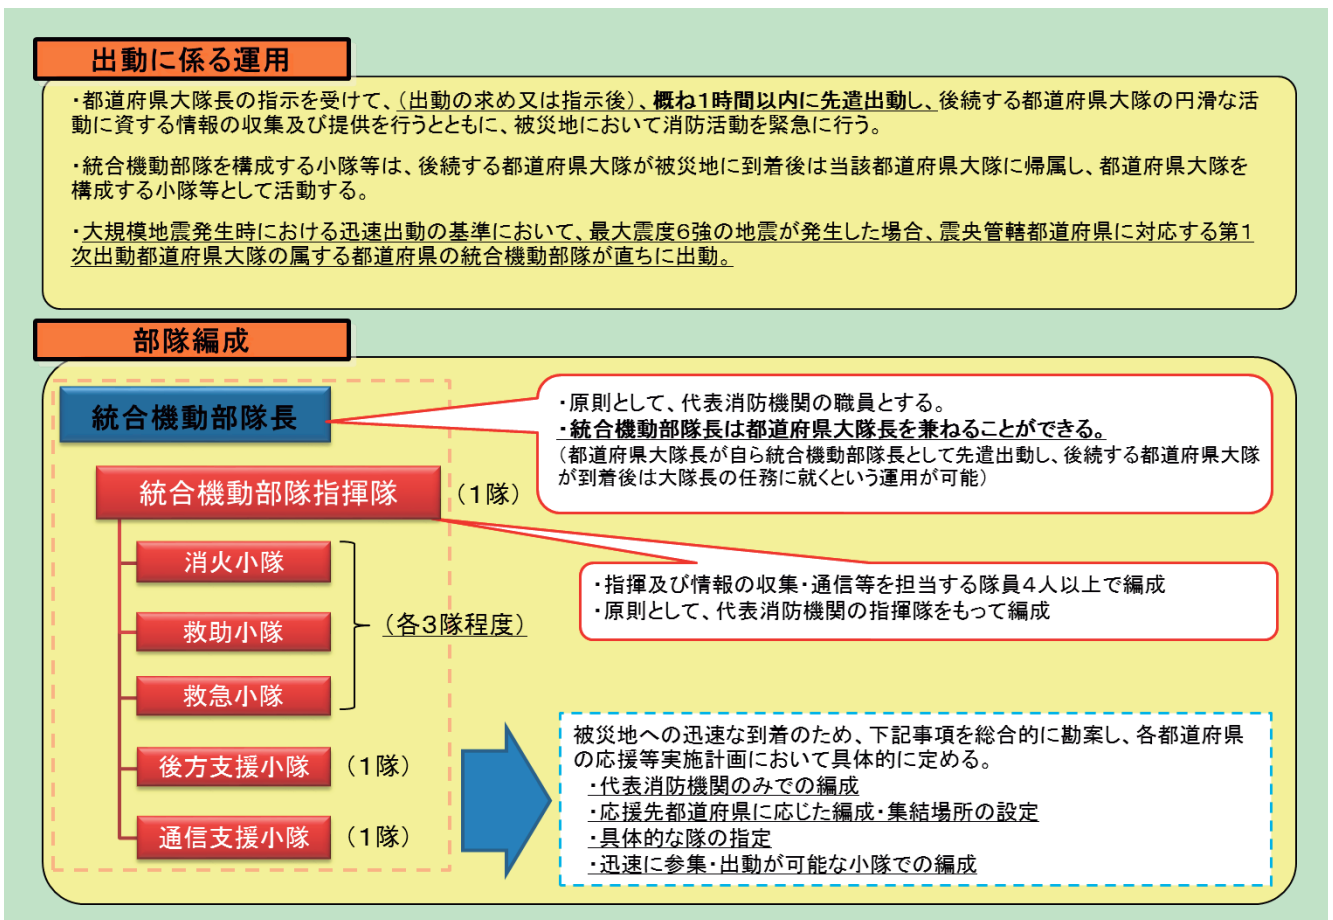 出動に係る運用
・都道府県大隊長の指示を受けて、（出動の求め又は指示後）、概ね１時間以内に先遣出動し、後続する都道府県大隊の円滑な活
動に資する情報の収集及び提供を行うとともに、被災地において消防活動を緊急に行う。
・統合機動部隊を構成する小隊等は、後続する都道府県大隊が被災地に到着後は当該都道府県大隊に帰属し、都道府県大隊を
構成する小隊等として活動する。
・大規模地震発生時における迅速出動の基準において、最大震度６強の地震が発生した場合、震央管轄都道府県に対応する第１
次出動都道府県大隊の属する都道府県の統合機動部隊が直ちに出動。
部隊編成
統合機動部隊長
・原則として、代表消防機関の職員とする。
・統合機動部隊長は都道府県大隊長を兼ねることができる。
（都道府県大隊長が自ら統合機動部隊長として先遣出動し、後続する都道府県大隊
が到着後は大隊長の任務に就くという運用が可能）
統合機動部隊指揮隊
（１隊）
・指揮及び情報の収集・通信等を担当する隊員４人以上で編成
・原則として、代表消防機関の指揮隊をもって編成
消火小隊
救助小隊
救急小隊
（各３隊程度）
後方支援小隊
（１隊）
通信支援小隊
（１隊）
被災地への迅速な到着のため、下記事項を総合的に勘案し、各都道府県
の応援等実施計画において具体的に定める。
・代表消防機関のみでの編成
・応援先都道府県に応じた編成・集結場所の設定
・具体的な隊の指定
・迅速に参集・出動が可能な小隊での編成